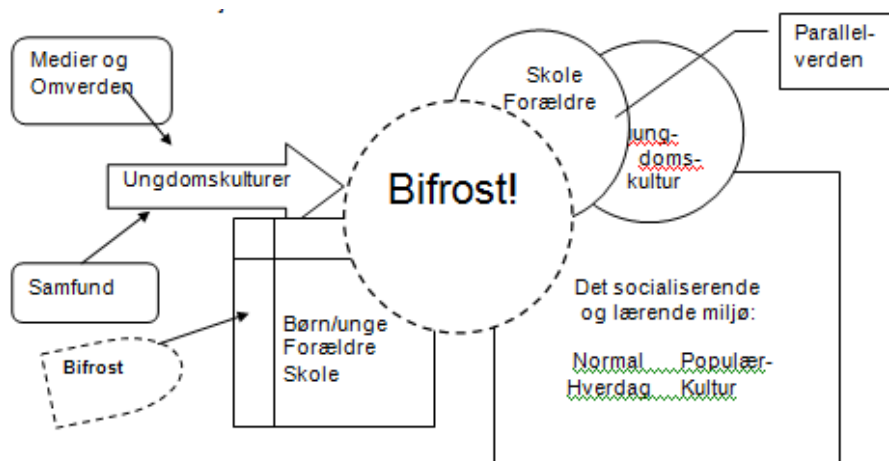 Medier og
Omverden
Ungdomskulturer
Samfund
Bifrost
Børn/unge
Forældre
Skole
Bifrost!
Skole
Forældre
ung-
doms-
kultur
Parallel-
verden
Det socialiserende
og lærende miljø:
Normal Populær-
Hverdag Kultur